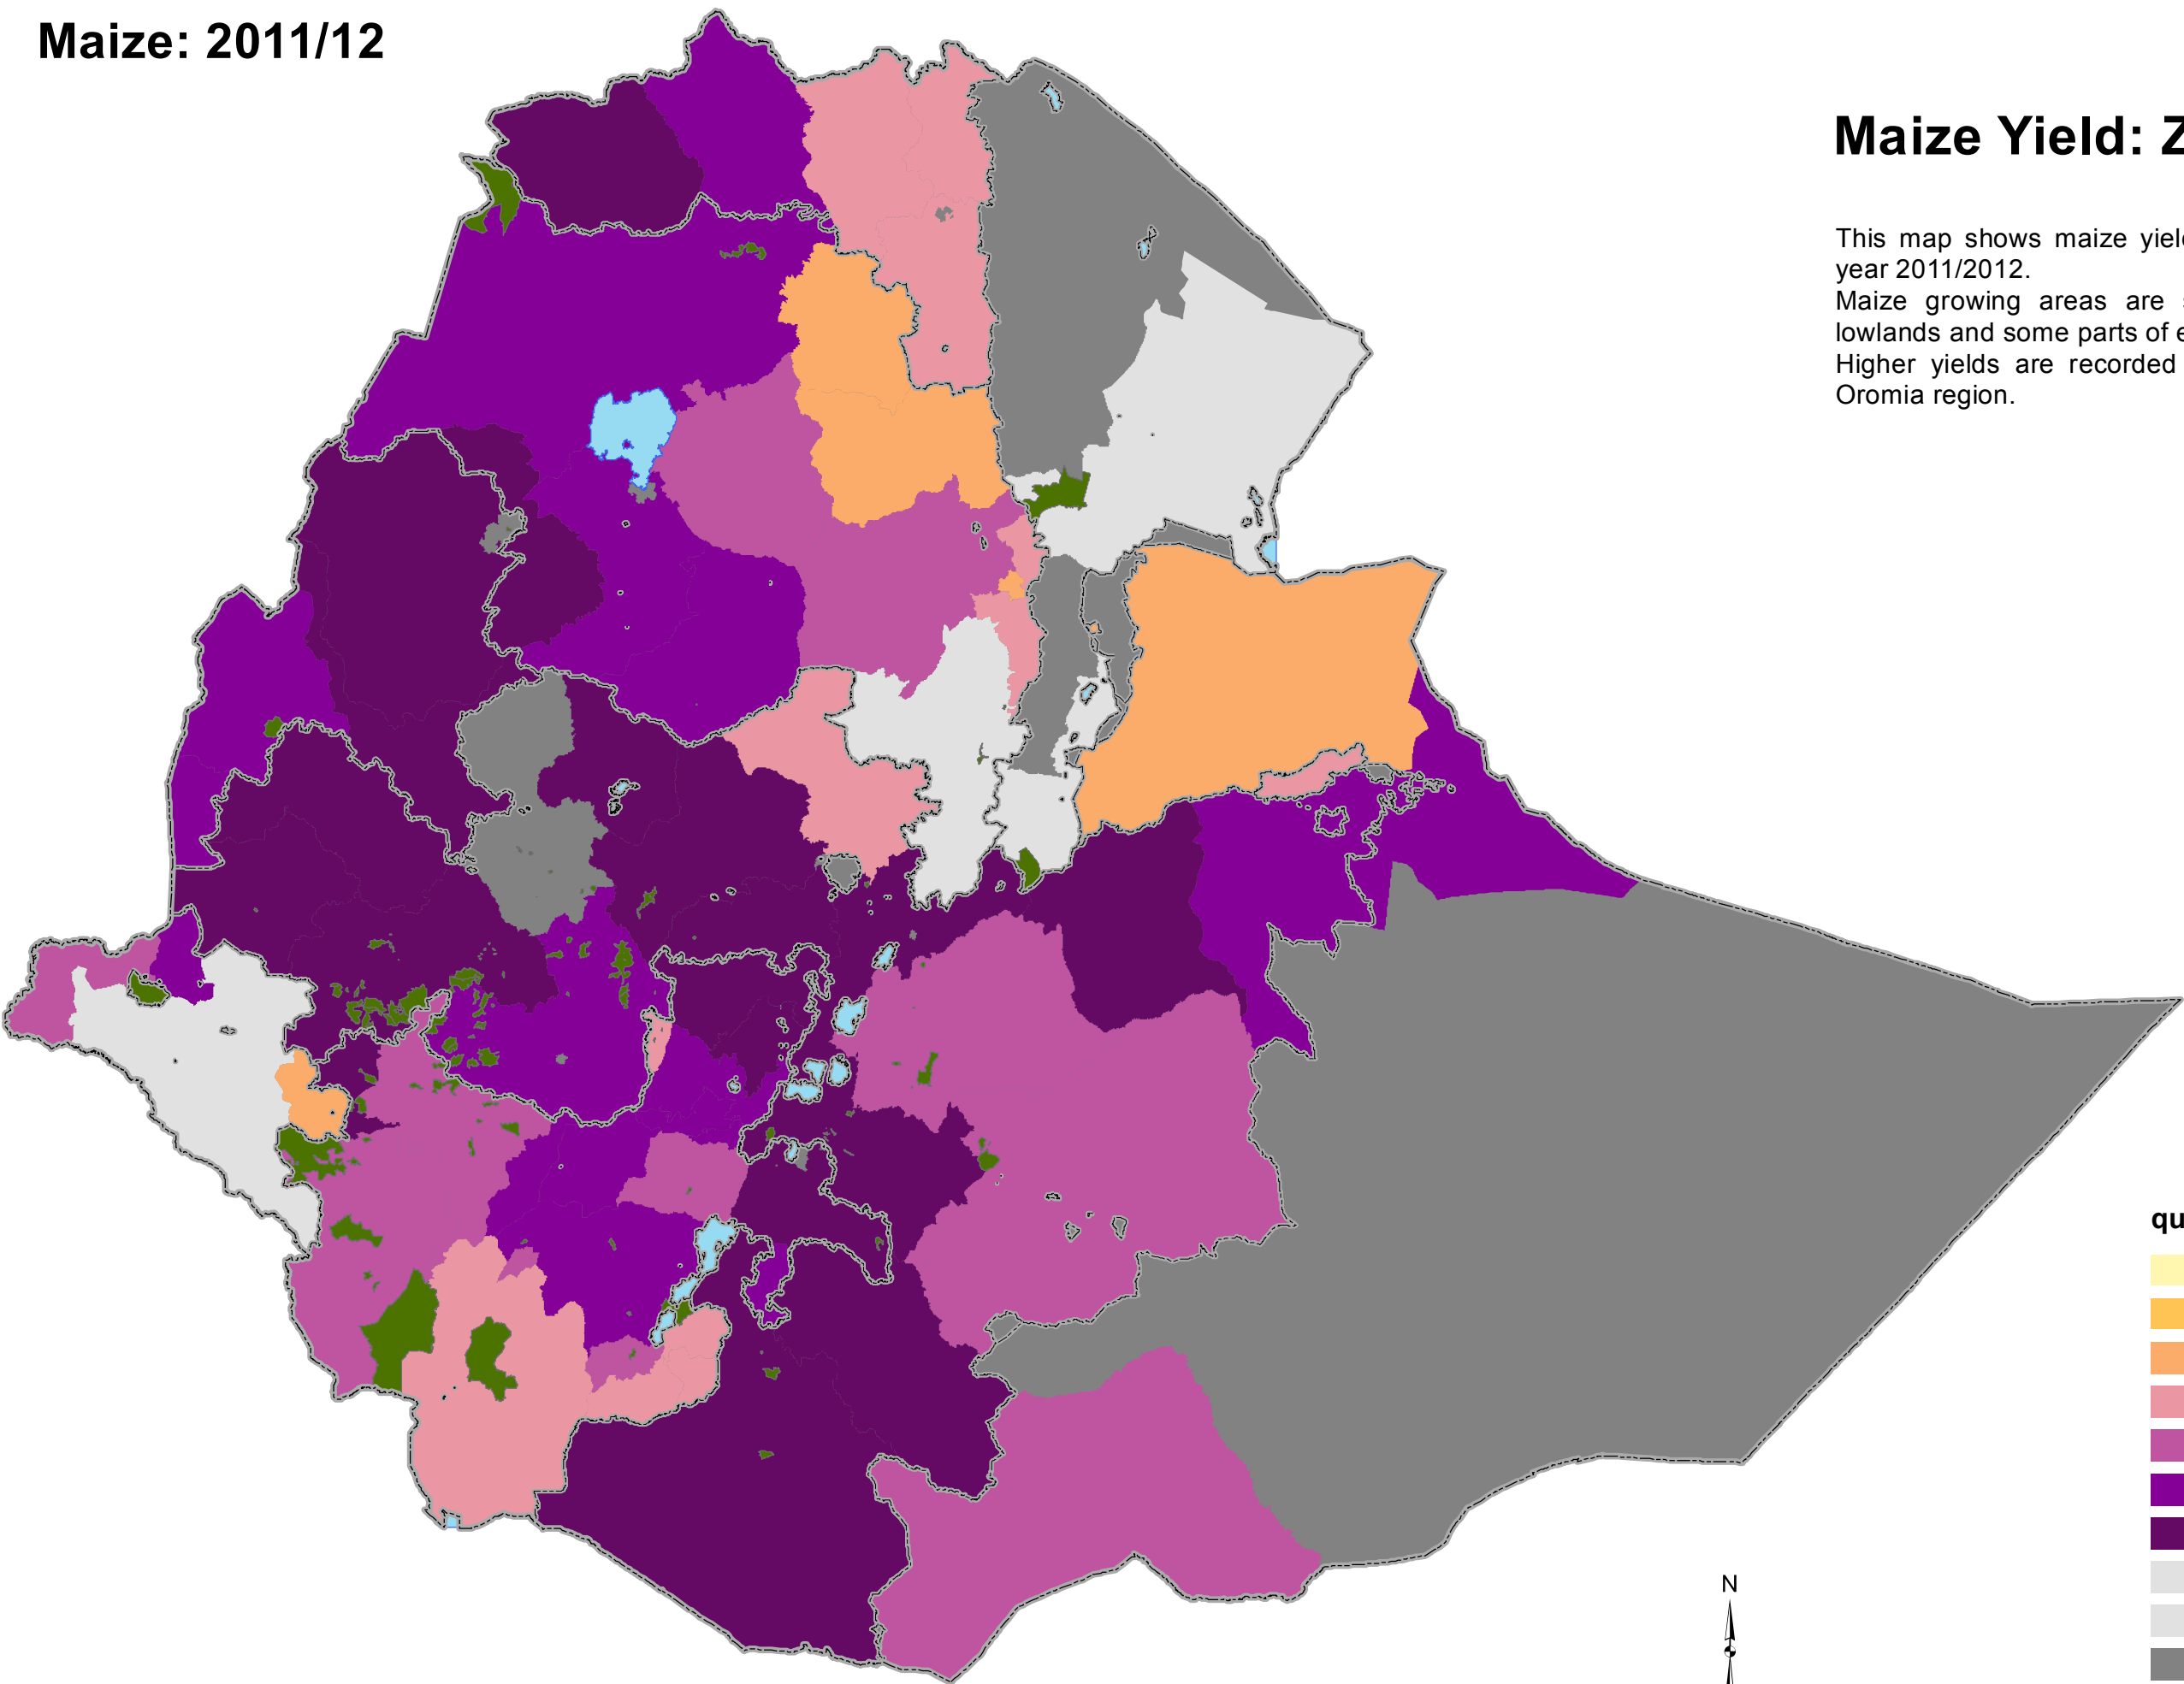 Maize: 2011/12
Maize Yield: Z
This map shows maize yiel
year 2011/2012.
Maize growing areas are
lowlands and some parts of e
Higher yields are recorded
Oromia region.
qu
N